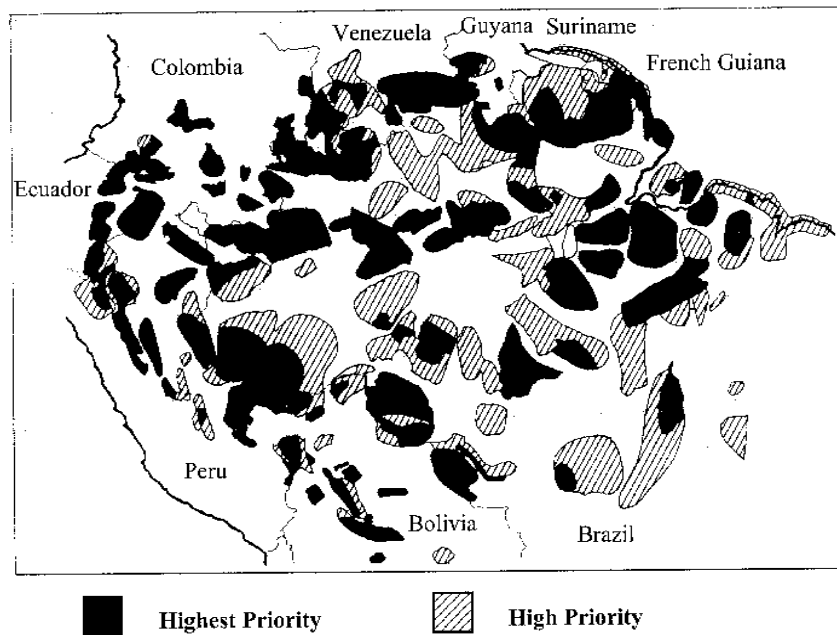 Venezuela
Guyana Suriname
French Guiana
Colombia
Ecuador
Peru
Bolivia
Brazil
Highest Priority
High Priority